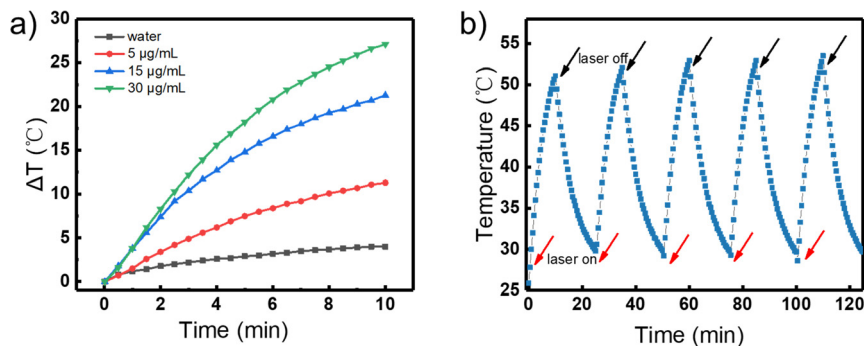 a)
30
25
20
15
10
5
0
ΔT (℃)
water
5 µg/mL
15 µg/mL
30 µg/mL
0 2 4 6 8 10
Time (min)
b)
55
50
45
40
35
30
25
Temperature (℃)
laser off
laser on
0 20 40 60 80 100 120
Time (min)